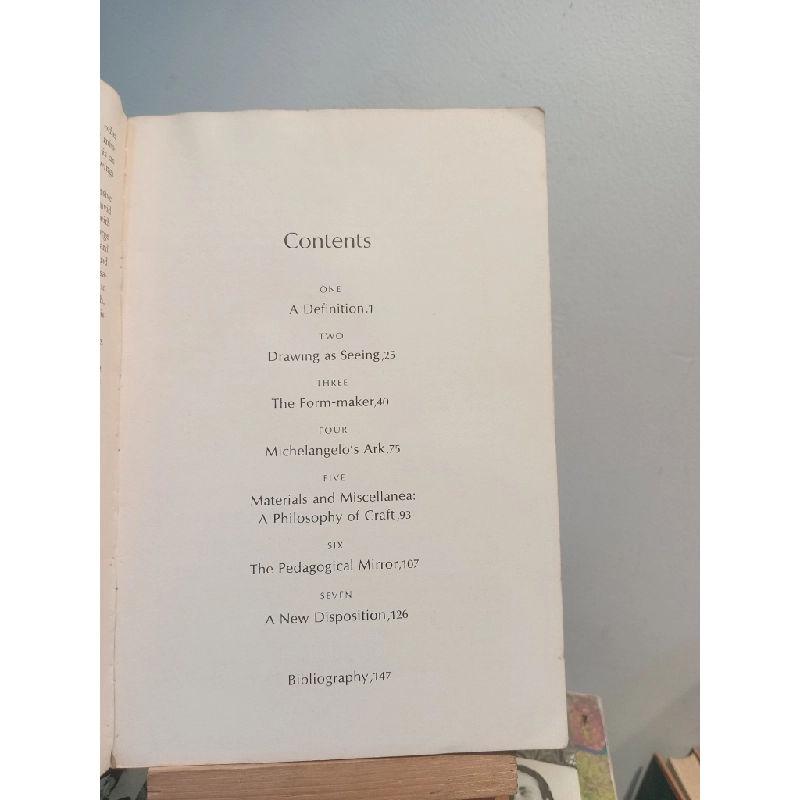 Contents
ONE
A Definition,1
TWO
Drawing as Seeing,25
THREE
The Form-maker,40
FOUR
Michelangelo's Ark,75
FIVE
Materials and Miscellanea:
A Philosophy of Craft,93
SIX
The Pedagogical Mirror,107
SEVEN
A New Disposition,126
Bibliography,147